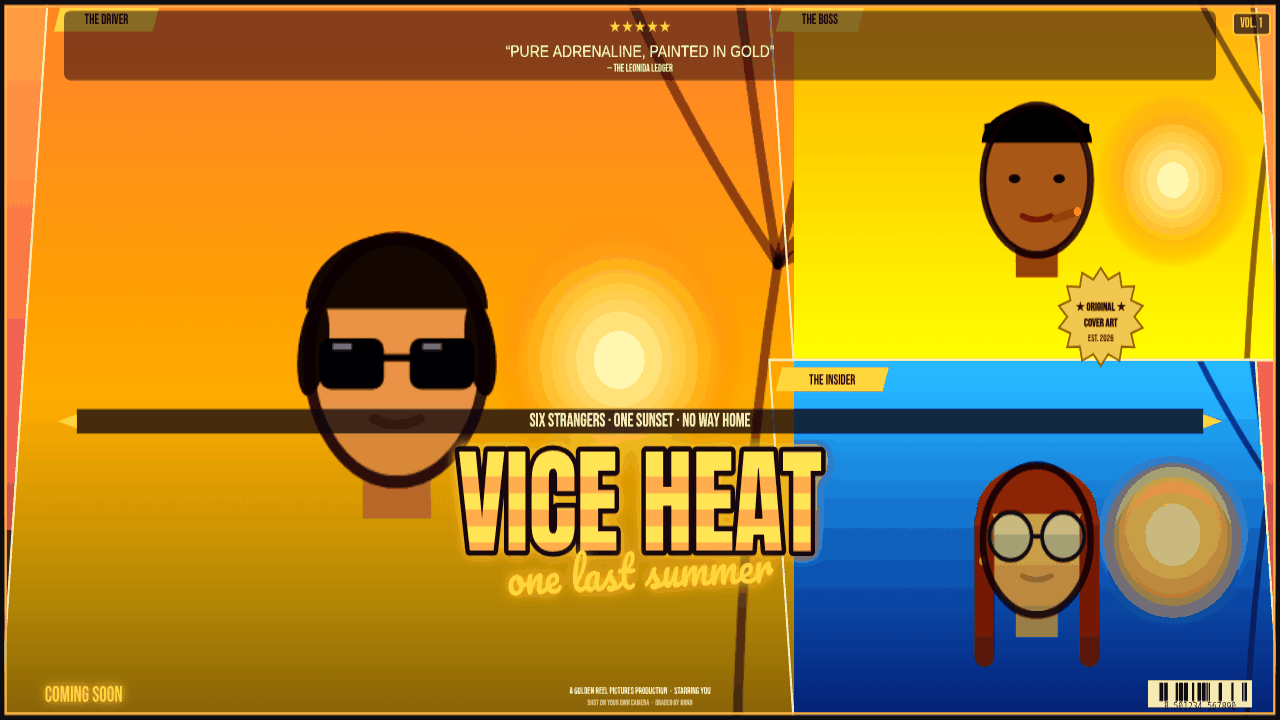 THE DRIVER
★★★★★
“PURE ADRENALINE, PAINTED IN GOLD”
— THE LEONIDA LEDGER
THE BOSS
VOL. 1
★ ORIGINAL ★
COVER ART
EST. 2026
THE INSIDER
SIX STRANGERS · ONE SUNSET · NO WAY HOME
VICE HEAT
one last summer
COMING SOON
A GOLDEN REEL PICTURES PRODUCTION · STARRING YOU
SHOT ON YOUR OWN CAMERA · GRADED BY